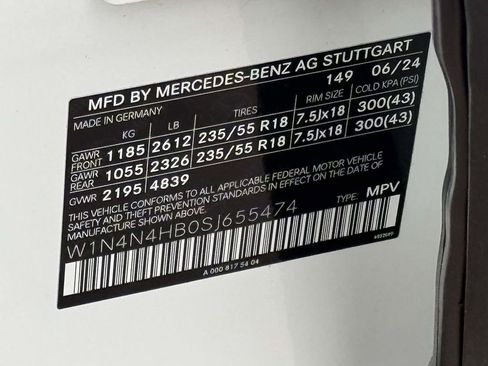 MFD BY MERCEDES-BENZ AG STUTTGART
MADE IN GERMANY 149 06/24
KG LB TIRES RIM SIZE COLD KPA (PSI)
GAWR FRONT 1185 2612 235/55 R18 7.5Jx18 300(43)
GAWR REAR 1055 2326 235/55 R18 7.5Jx18 300(43)
GVWR 2195 4839
THIS VEHICLE CONFORMS TO ALL APPLICABLE FEDERAL MOTOR VEHICLE
SAFETY AND THEFT PREVENTION STANDARDS IN EFFECT ON THE DATE OF
MANUFACTURE SHOWN ABOVE.
W1N4N4HB0SJ655474 TYPE: MPV
A 000 817 54 04